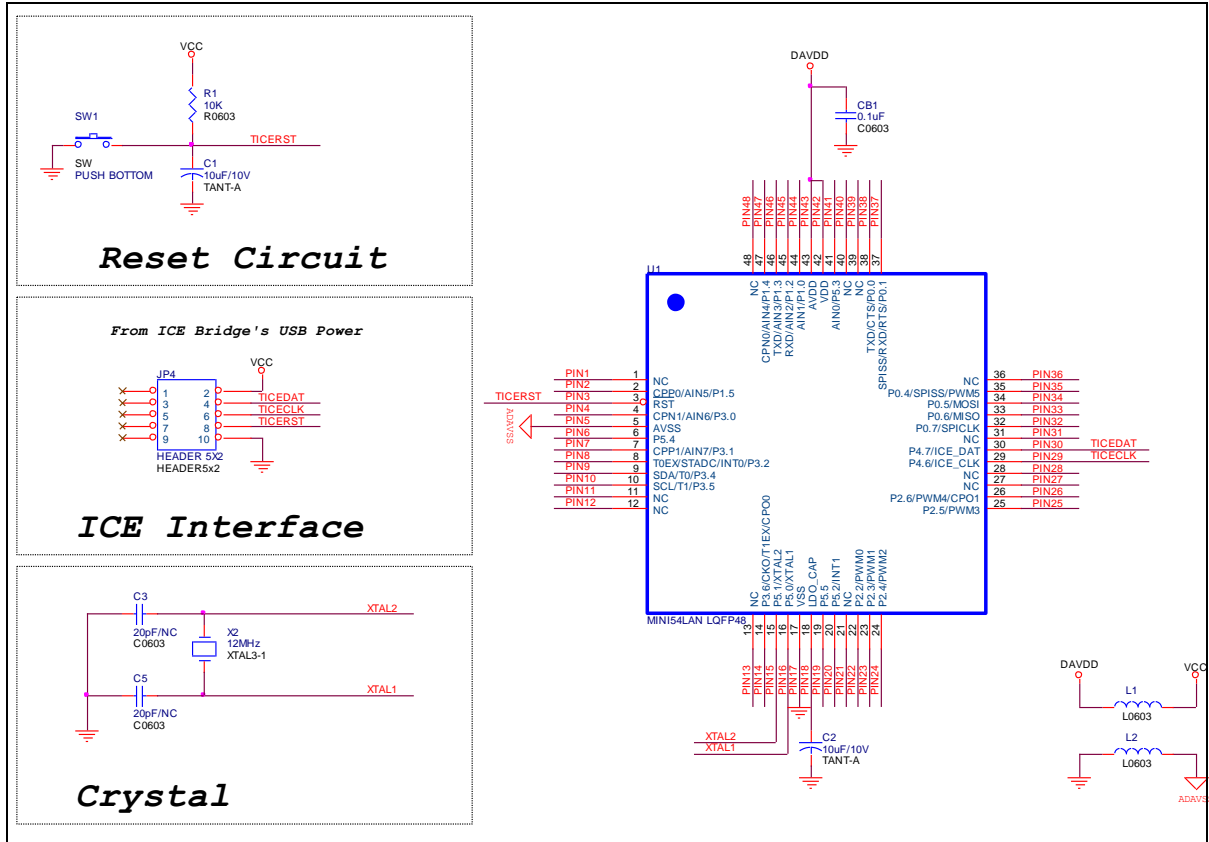 VCC
R1
10K
R0603
SW1
TICERST
SW
PUSH BOTTOM
C1
10uF/10V
TANT-A
Reset Circuit
From ICE Bridge's USB Power
VCC
JP4
1 2
3 4 TICEDAT
5 6 TICECLK
7 8 TICERST
9 10
HEADER 5X2
HEADER5x2
ICE Interface
C3
20pF/NC
C0603
XTAL2
X2
12MHz
XTAL3-1
C5
20pF/NC
C0603
XTAL1
Crystal
DAVDD
CB1
0.1uF
C0603
PIN48
PIN47
PIN46
PIN45
PIN44
PIN43
PIN42
PIN41
PIN40
PIN39
PIN38
PIN37
48
47
46
45
44
43
42
41
40
39
38
37
U1
NC
CPN0/AIN4/P1.4
TXD/AIN3/P1.3
RXD/AIN2/P1.2
AIN1/P1.0
AVDD
VDD
AIN0/P5.3
NC
NC
TXD/CTS/P0.0
SPISS/RXD/RTS/P0.1
PIN1 1 NC
PIN2 2 CPP0/AIN5/P1.5
TICERST PIN3 3 RST
PIN4 4 CPN1/AIN6/P3.0
ADAVSS
PIN5 5 AVSS
PIN6 6 P5.4
PIN7 7 CPP1/AIN7/P3.1
PIN8 8 T0EX/STADC/INT0/P3.2
PIN9 9 SDA/T0/P3.4
PIN10 10 SCL/T1/P3.5
PIN11 11 NC
PIN12 12 NC
NC 36 PIN36
P0.4/SPISS/PWM5 35 PIN35
P0.5/MOSI 34 PIN34
P0.6/MISO 33 PIN33
P0.7/SPICLK 32 PIN32
NC 31 PIN31
P4.7/ICE_DAT 30 PIN30 TICEDAT
P4.6/ICE_CLK 29 PIN29 TICECLK
NC 28 PIN28
NC 27 PIN27
P2.6/PWM4/CPO1 26 PIN26
P2.5/PWM3 25 PIN25
NC
P3.6/CKO/T1EX/CPO0
P5.1/XTAL2
P5.0/XTAL1
VSS
LDO_CAP
P5.5
P5.2/INT1
NC
P2.2/PWM0
P2.3/PWM1
P2.4/PWM2
MINI54LAN LQFP48
13
14
15
16
17
18
19
20
21
22
23
24
PIN13
PIN14
PIN15
PIN16
PIN17
PIN18
PIN19
PIN20
PIN21
PIN22
PIN23
PIN24
XTAL2
XTAL1
C2
10uF/10V
TANT-A
DAVDD
VCC
L1
L0603
L2
L0603
ADAVS